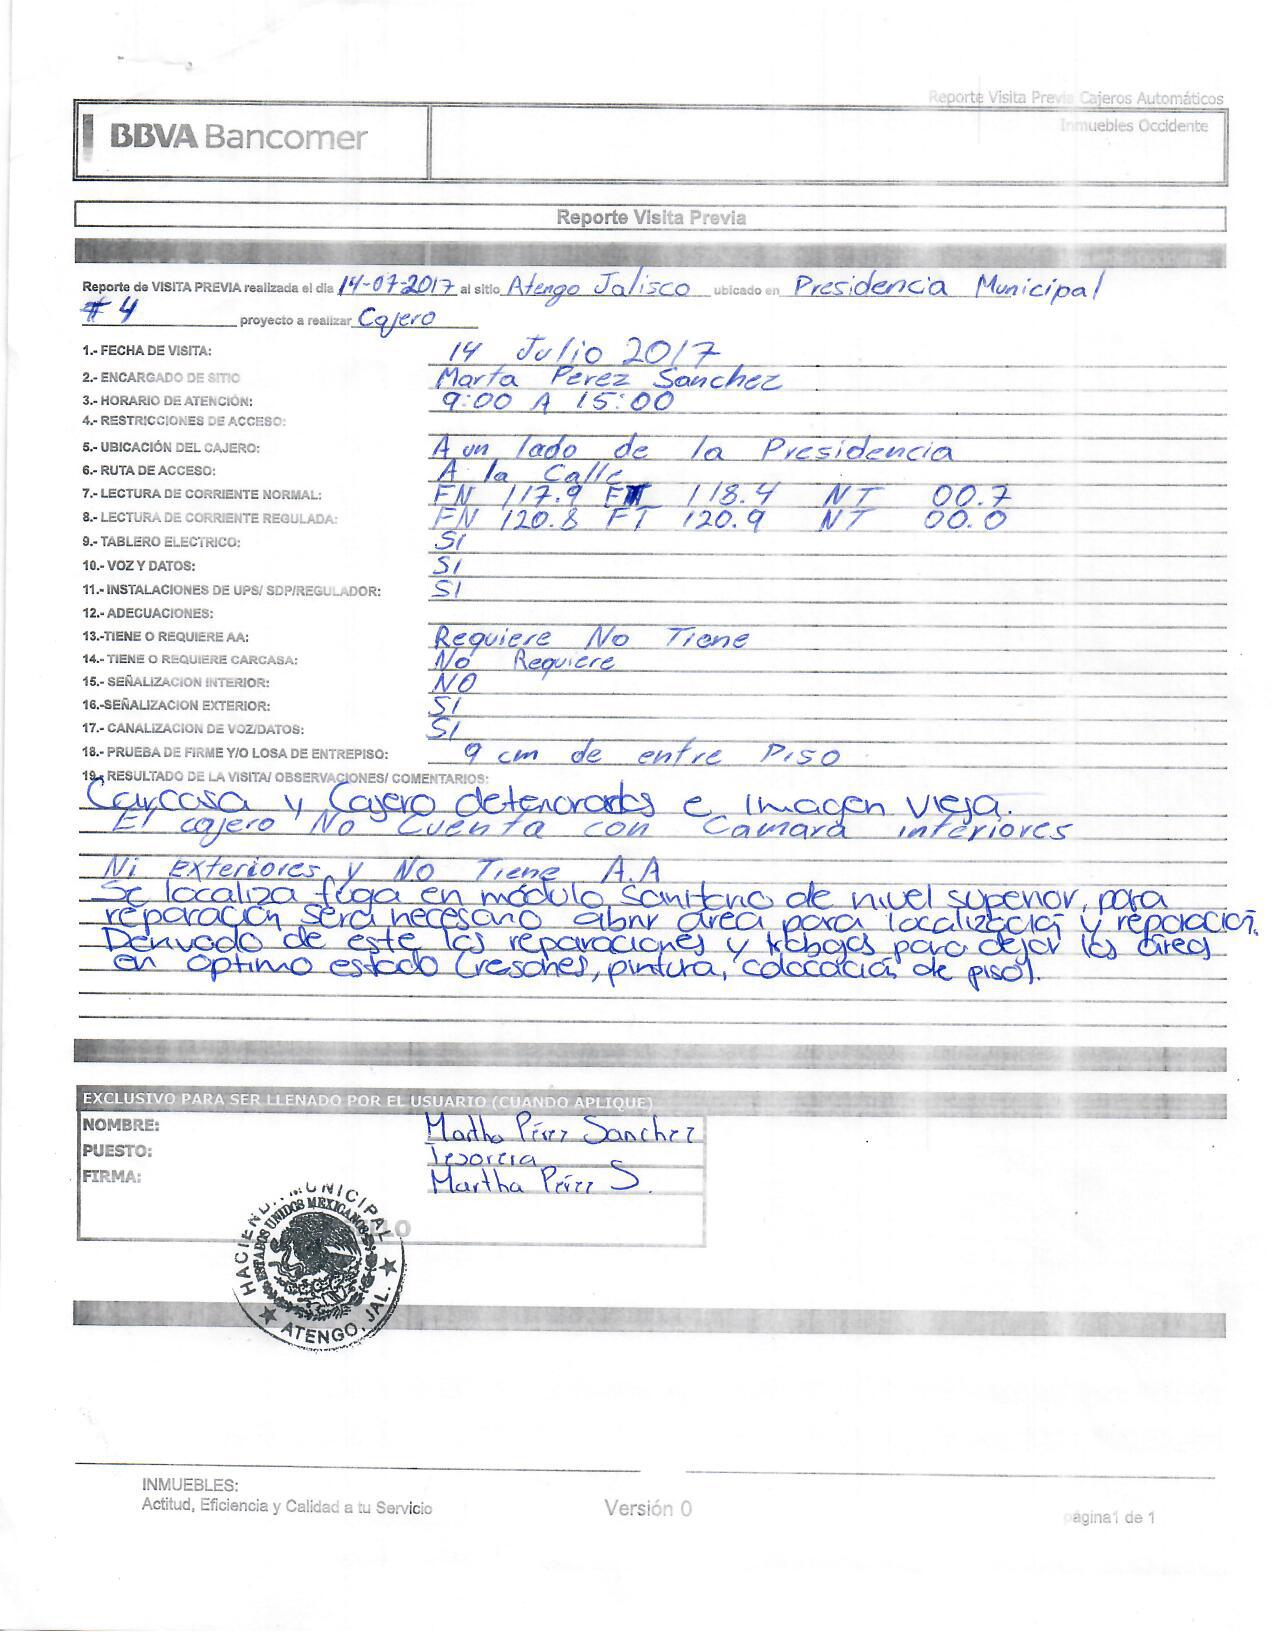 Reporte Visita Previa Cajeros Automáticos
Inmuebles Occidente
BBVA Bancomer
Reporte Visita Previa
Reporte de VISITA PREVIA realizada el dia 14-07-2017 al sitio Atengo Jalisco ubicado en Presidencia Municipal
# 4 proyecto a realizar Cajero
1.- FECHA DE VISITA: 14 Julio 2017
2.- ENCARGADO DE SITIO Marta Perez Sanchez
3.- HORARIO DE ATENCIÓN: 9:00 A 15:00
4.- RESTRICCIONES DE ACCESO:
5.- UBICACIÓN DEL CAJERO: A un lado de la Presidencia
6.- RUTA DE ACCESO: A la Calle
7.- LECTURA DE CORRIENTE NORMAL: FN 117.9 FT 118.4 NT 00.7
8.- LECTURA DE CORRIENTE REGULADA: FN 120.8 FT 120.9 NT 00.0
9.- TABLERO ELECTRICO: SI
10.- VOZ Y DATOS: SI
11.- INSTALACIONES DE UPS/ SDP/REGULADOR: SI
12.- ADECUACIONES:
13.-TIENE O REQUIERE AA: Requiere No Tiene
14.- TIENE O REQUIERE CARCASA: No Requiere
15.- SEÑALIZACION INTERIOR: NO
16.-SEÑALIZACION EXTERIOR: SI
17.- CANALIZACION DE VOZ/DATOS: SI
18.- PRUEBA DE FIRME Y/O LOSA DE ENTREPISO: 9 cm de entre Piso
19.- RESULTADO DE LA VISITA/ OBSERVACIONES/ COMENTARIOS:
Carcasa y Cajero deteriorados e imagen vieja.
El cajero No Cuenta con Camara interiores
Ni exteriores y No Tiene A.A
Se localiza fuga en módulo sanitario de nivel superior, para
reparación será necesario abrir área para localización y reparación.
Derivado de este las reparaciones y trabajos para dejar las áreas
en optimo estado (resanes, pintura, colocación de piso).
EXCLUSIVO PARA SER LLENADO POR EL USUARIO (CUANDO APLIQUE)
NOMBRE: Martha Pérez Sanchez
PUESTO: Tesorera
FIRMA: Martha Pérez S.
HACIENDA MUNICIPAL
ESTADOS UNIDOS MEXICANOS
ATENGO, JAL.
INMUEBLES:
Actitud, Eficiencia y Calidad a tu Servicio
Versión 0
página1 de 1